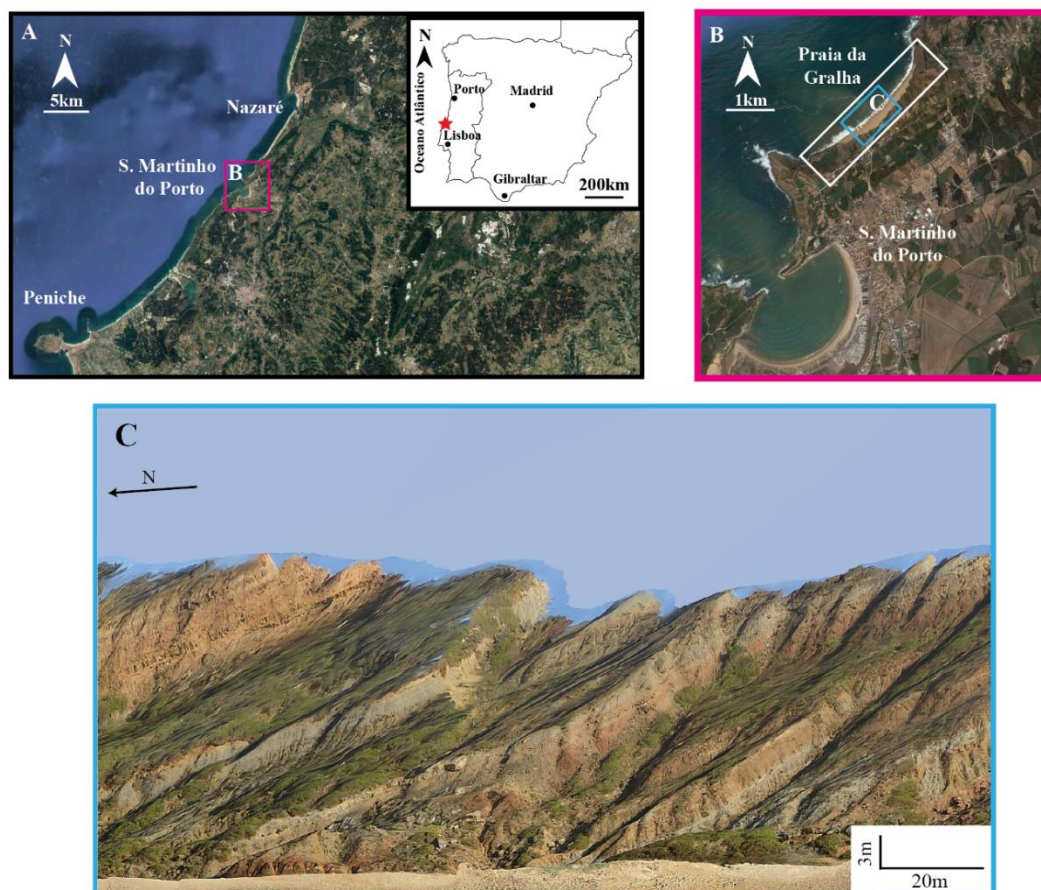 A
N
5km
Nazaré
S. Martinho
do Porto
B
Peniche
N
Oceano Atlântico
Porto
Madrid
Lisboa
Gibraltar
200km
B
N
1km
Praia da
Gralha
C
S. Martinho
do Porto
C
N
3m
20m